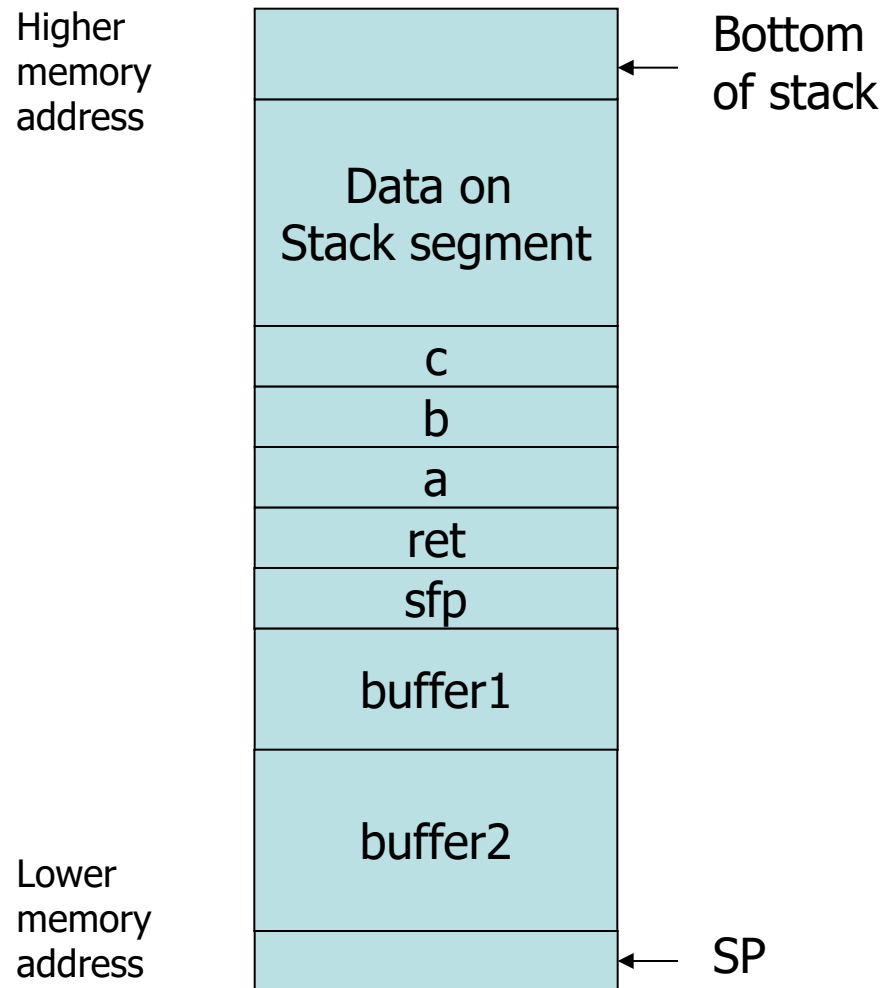 Higher
memory
address
Bottom
of stack
Data on
Stack segment
c
b
a
ret
sfp
buffer1
buffer2
Lower
memory
address
SP